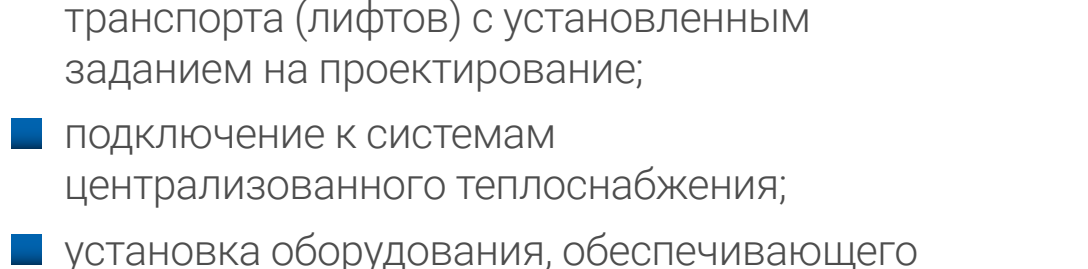 транспорта (лифтов) с установленным
заданием на проектирование;
подключение к системам
централизованного теплоснабжения;
установка оборудования, обеспечивающего